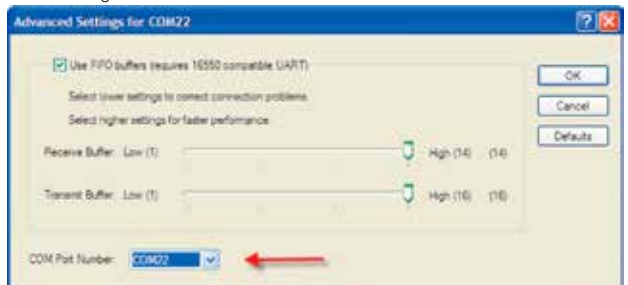 Advanced Settings for COM22
Use FIFO buffers (requires 16550 compatible UART)
OK
Select lower settings to correct connection problems.
Cancel
Select higher settings for faster performance.
Defaults
Receive Buffer: Low (1) High (14) (14)
Transmit Buffer: Low (1) High (16) (16)
COM Port Number: COM22